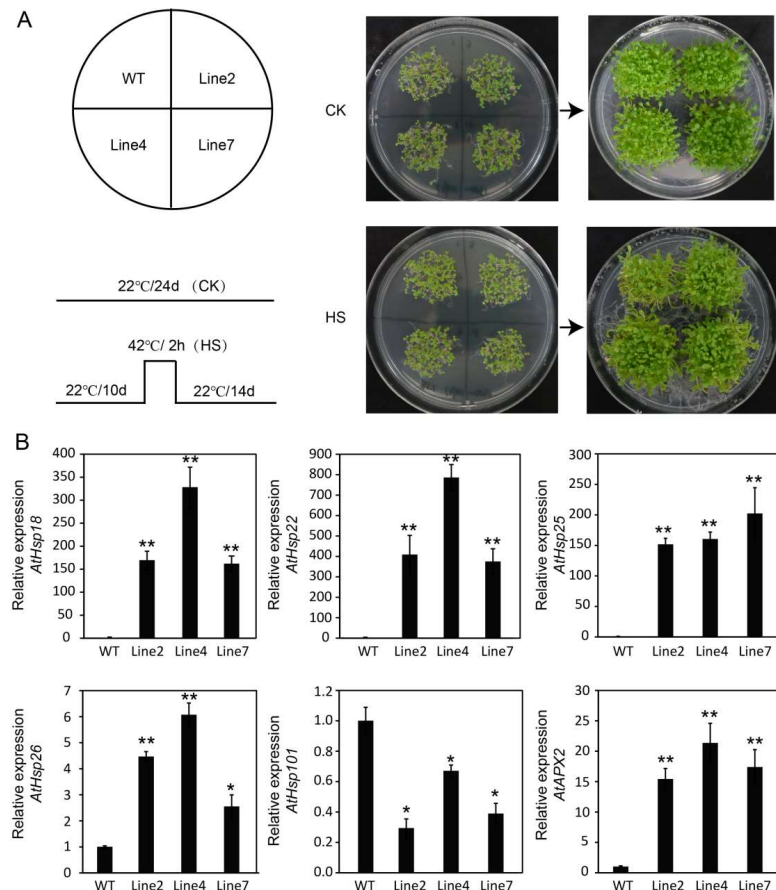 A
WT
Line2
Line4
Line7
CK
22℃/24d（CK）
42℃/ 2h（HS）
22℃/10d
22℃/14d
HS
B
Relative expression
AtHsp18
400
350
300
250
200
150
100
50
0
**
**
**
WT Line2 Line4 Line7
Relative expression
AtHsp22
900
800
700
600
500
400
300
200
100
0
**
**
**
WT Line2 Line4 Line7
Relative expression
AtHsp25
300
250
200
150
100
50
0
**
**
**
WT Line2 Line4 Line7
Relative expression
AtHsp26
7
6
5
4
3
2
1
0
**
**
*
WT Line2 Line4 Line7
Relative expression
AtHsp101
1.2
1.0
0.8
0.6
0.4
0.2
0.0
*
*
*
WT Line2 Line4 Line7
Relative expression
AtAPX2
30
25
20
15
10
5
0
**
**
**
WT Line2 Line4 Line7